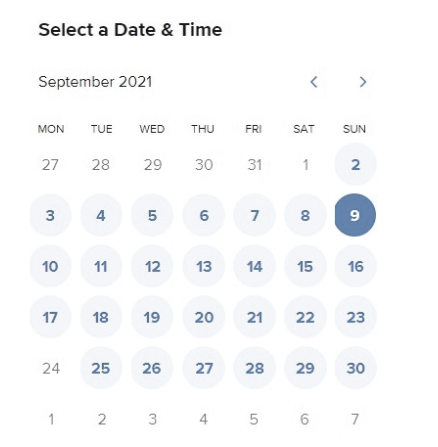 Select a Date & Time
September 2021
MON TUE WED THU FRI SAT SUN
27 28 29 30 31 1 2
3 4 5 6 7 8 9
10 11 12 13 14 15 16
17 18 19 20 21 22 23
24 25 26 27 28 29 30
1 2 3 4 5 6 7